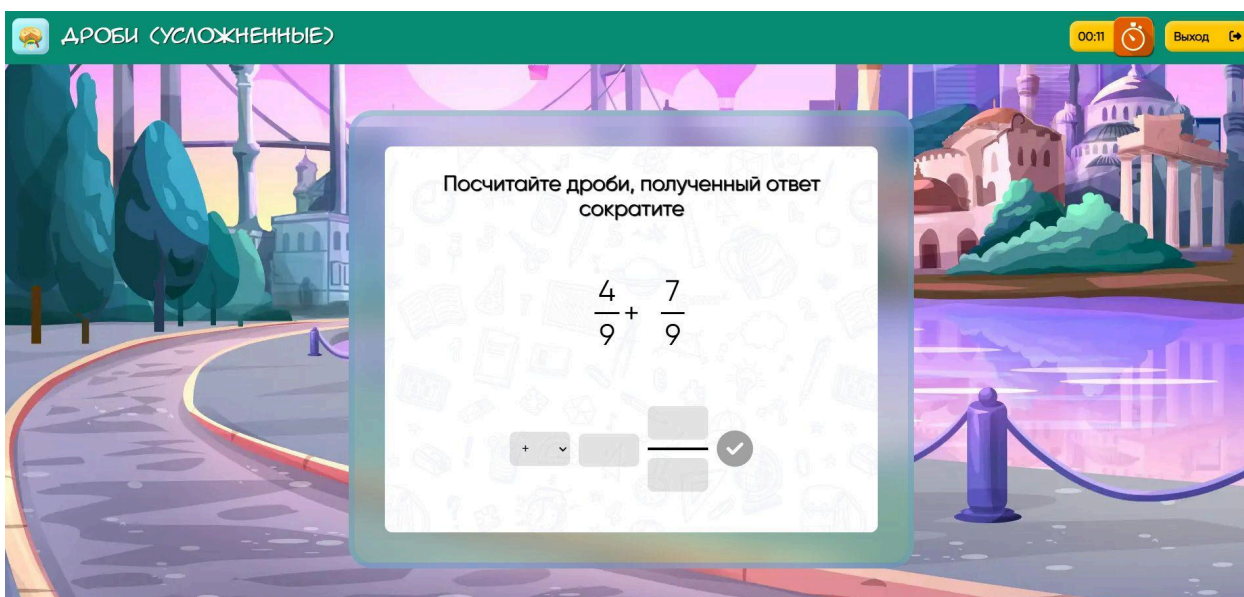 ДРОБИ (УСЛОЖНЕННЫЕ)
00:11
Выход
Посчитайте дроби, полученный ответ
сократите
4 7
+
9 9
+